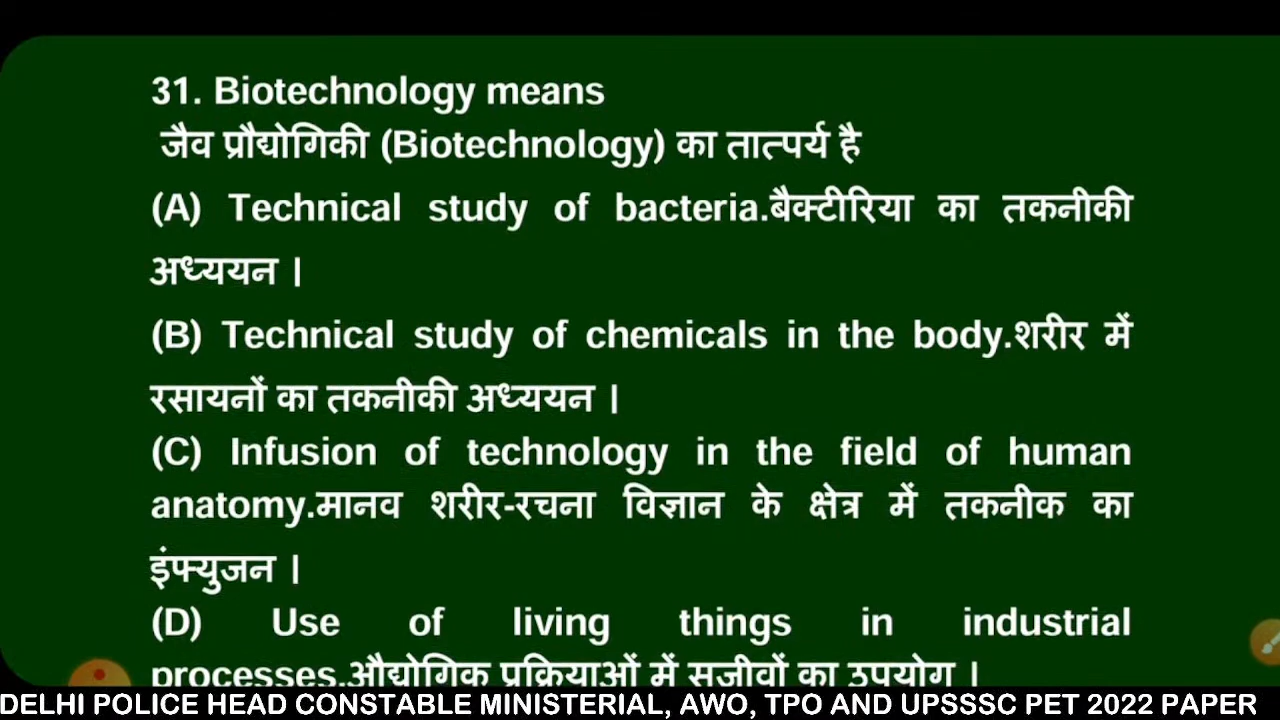 31. Biotechnology means
जैव प्रौद्योगिकी (Biotechnology) का तात्पर्य है
(A) Technical study of bacteria.बैक्टीरिया का तकनीकी
अध्ययन ।
(B) Technical study of chemicals in the body.शरीर में
रसायनों का तकनीकी अध्ययन ।
(C) Infusion of technology in the field of human
anatomy.मानव शरीर-रचना विज्ञान के क्षेत्र में तकनीक का
इंफ्युजन ।
(D) Use of living things in industrial
processes.औद्योगिक प्रक्रियाओं में सजीवों का उपयोग ।
DELHI POLICE HEAD CONSTABLE MINISTERIAL, AWO, TPO AND UPSSSC PET 2022 PAPER